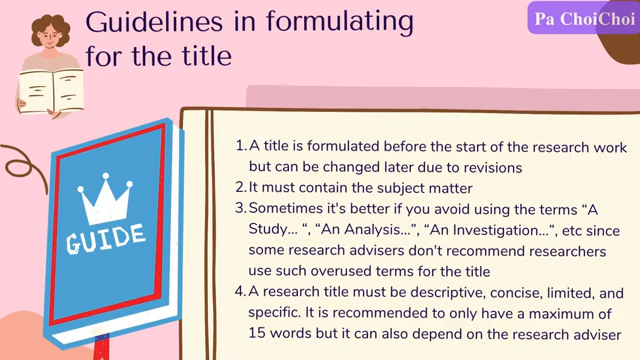 Guidelines in formulating
for the title
Pa ChoiChoi
GUIDE
1. A title is formulated before the start of the research work
but can be changed later due to revisions
2. It must contain the subject matter
3. Sometimes it's better if you avoid using the terms “A
Study... “, “An Analysis...”, “An Investigation...”, etc since
some research advisers don't recommend researchers
use such overused terms for the title
4. A research title must be descriptive, concise, limited, and
specific. It is recommended to only have a maximum of
15 words but it can also depend on the research adviser